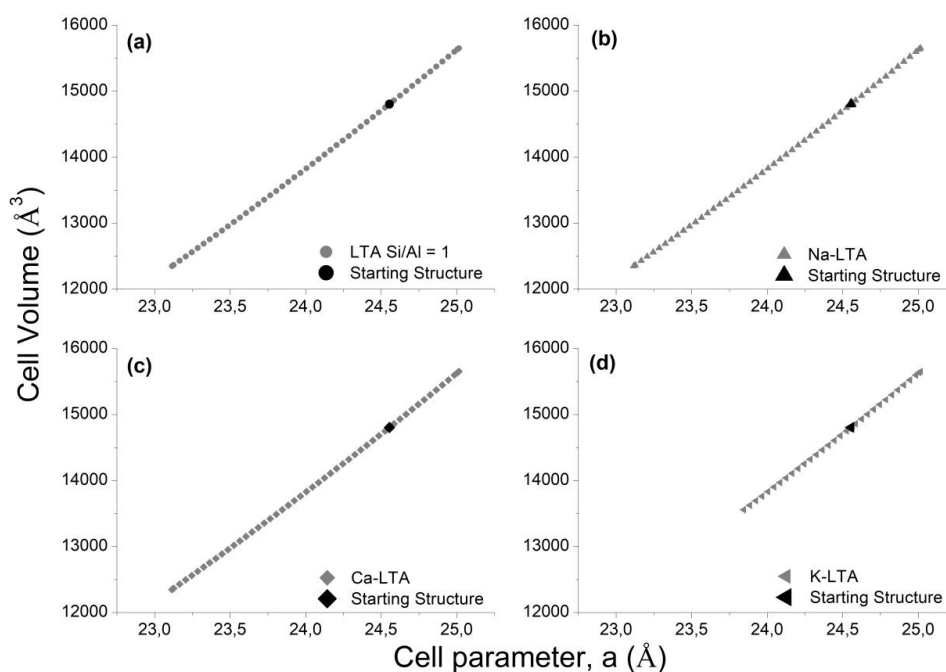 Cell Volume (Å³)
(a)
16000
15000
14000
13000
12000
23,0 23,5 24,0 24,5 25,0
LTA Si/Al = 1
Starting Structure
(b)
16000
15000
14000
13000
12000
23,0 23,5 24,0 24,5 25,0
Na-LTA
Starting Structure
(c)
16000
15000
14000
13000
12000
23,0 23,5 24,0 24,5 25,0
Ca-LTA
Starting Structure
(d)
16000
15000
14000
13000
12000
23,0 23,5 24,0 24,5 25,0
K-LTA
Starting Structure
Cell parameter, a (Å)